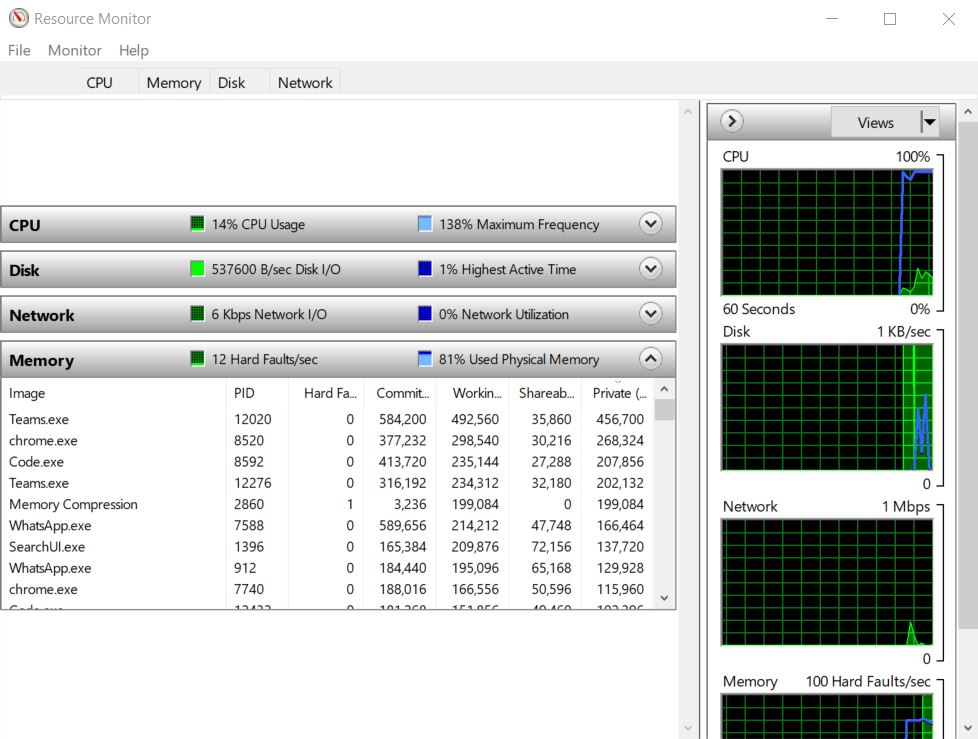 Resource Monitor
File Monitor Help
CPU Memory Disk Network
CPU 14% CPU Usage 138% Maximum Frequency
Disk 537600 B/sec Disk I/O 1% Highest Active Time
Network 6 Kbps Network I/O 0% Network Utilization
Memory 12 Hard Faults/sec 81% Used Physical Memory
Image PID Hard Fa... Commit... Workin... Shareab... Private (...
Teams.exe 12020 0 584,200 492,560 35,860 456,700
chrome.exe 8520 0 377,232 298,540 30,216 268,324
Code.exe 8592 0 413,720 235,144 27,288 207,856
Teams.exe 12276 0 316,192 234,312 32,180 202,132
Memory Compression 2860 1 3,236 199,084 0 199,084
WhatsApp.exe 7588 0 589,656 214,212 47,748 166,464
SearchUI.exe 1396 0 165,384 209,876 72,156 137,720
WhatsApp.exe 912 0 184,440 195,096 65,168 129,928
chrome.exe 7740 0 188,016 166,556 50,596 115,960
Views
CPU 100%
60 Seconds 0%
Disk 1 KB/sec
0
Network 1 Mbps
0
Memory 100 Hard Faults/sec